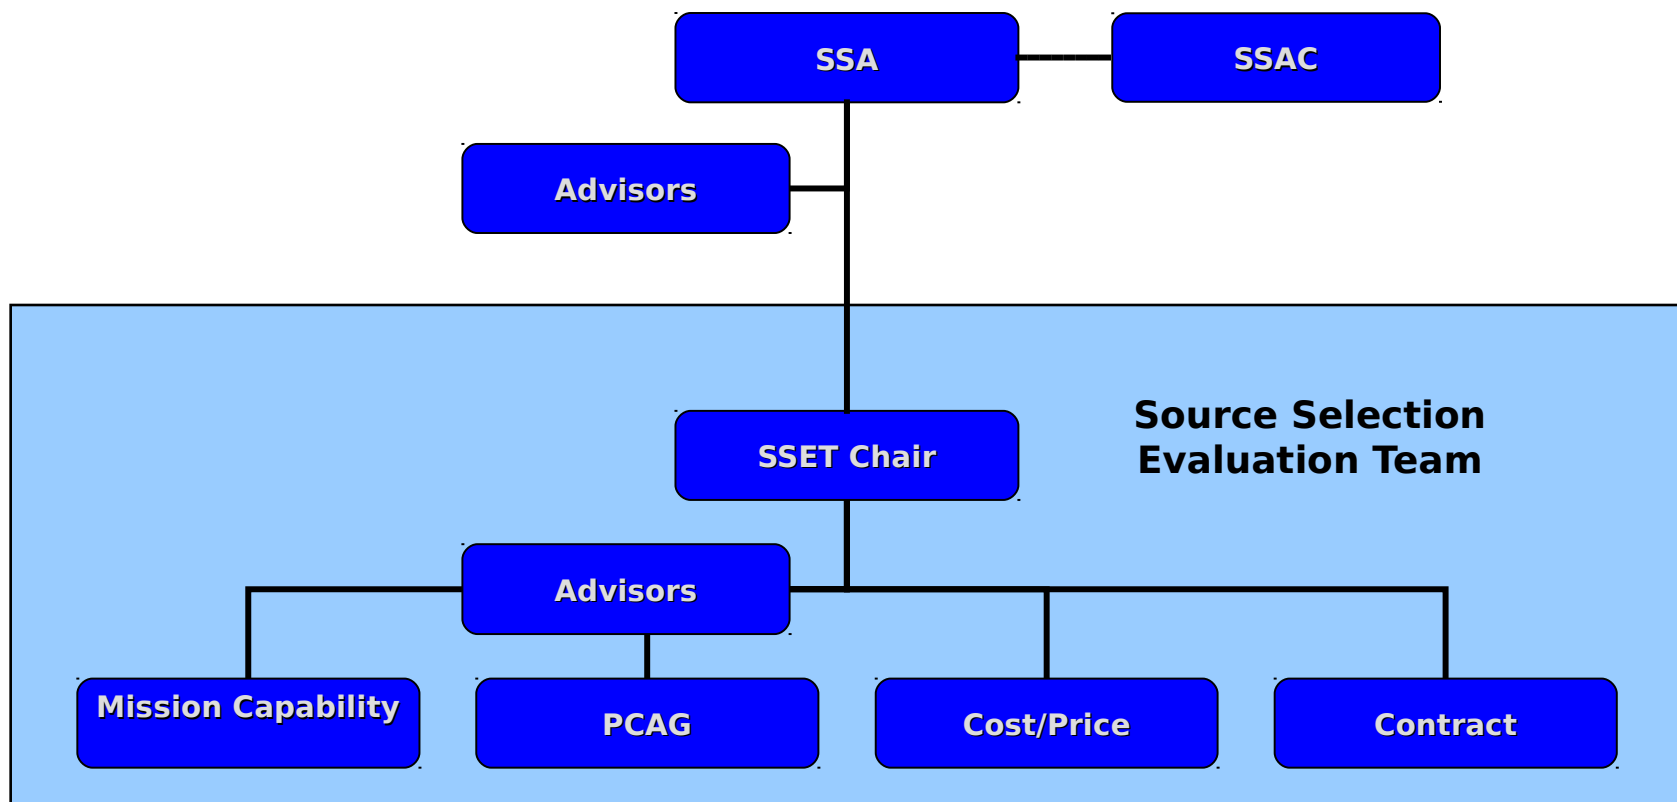 SSA
SSAC
Advisors
Source Selection
Evaluation Team
SSET Chair
Advisors
Mission Capability
PCAG
Cost/Price
Contract